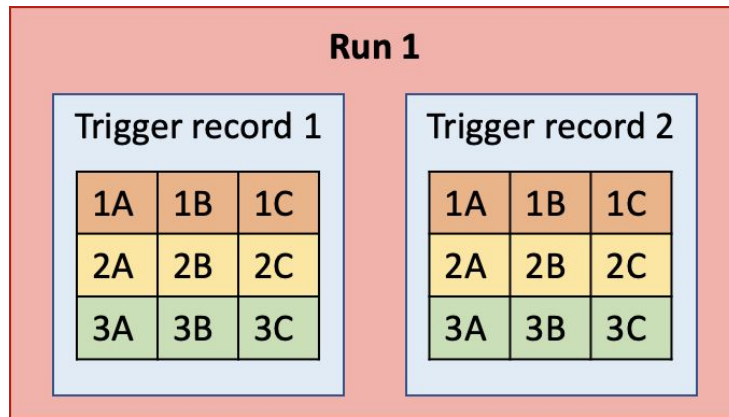 Run 1
Trigger record 1
1A 1B 1C
2A 2B 2C
3A 3B 3C
Trigger record 2
1A 1B 1C
2A 2B 2C
3A 3B 3C